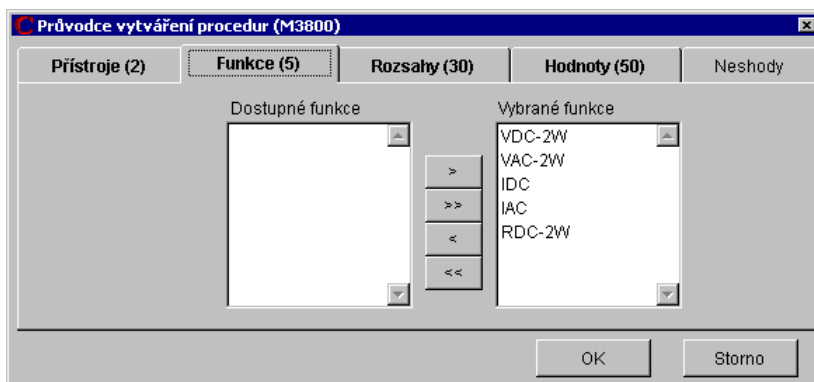 Průvodce vytváření procedur (M3800)
Přístroje (2) Funkce (5) Rozsahy (30) Hodnoty (50) Neshody
Dostupné funkce Vybrané funkce
VDC-2W
VAC-2W
IDC
IAC
RDC-2W
>
>>
<
<<
OK Storno